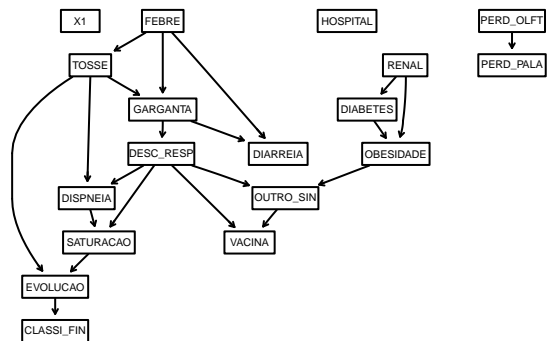 X1
FEBRE
HOSPITAL
PERD_OLFT
TOSSE
RENAL
PERD_PALA
GARGANTA
DIABETES
DESC_RESP
DIARREIA
OBESIDADE
DISPNEIA
OUTRO_SIN
SATURACAO
VACINA
EVOLUCAO
CLASSI_FIN